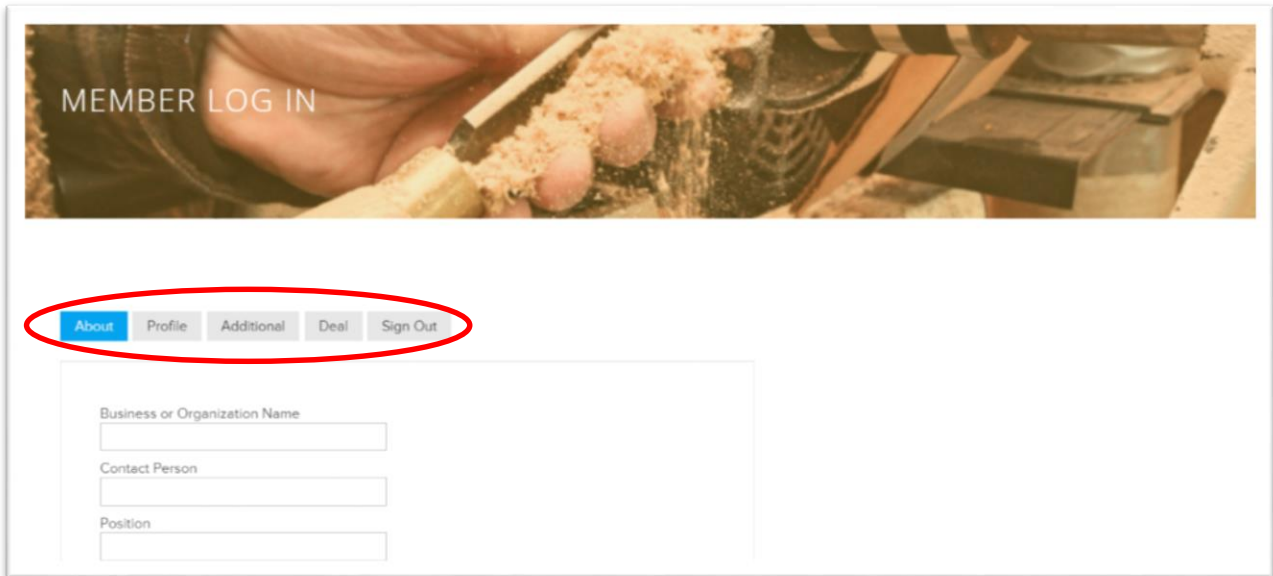 MEMBER LOG IN
About Profile Additional Deal Sign Out
Business or Organization Name
Contact Person
Position